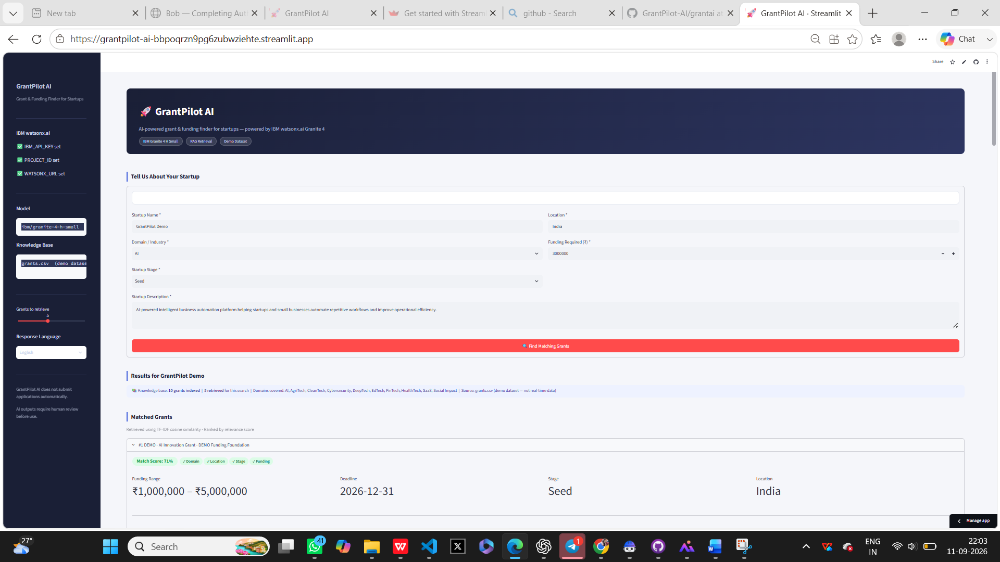 New tab
Bob — Completing Aut
GrantPilot AI
Get started with Stream
github - Search
GrantPilot-AI/grantai at
GrantPilot AI · Streamlit
https://grantpilot-ai-bbpoqrzn9pg6zubwziehte.streamlit.app
Chat
Share
GrantPilot AI
Grant & Funding Finder for Startups
IBM watsonx.ai
IBM_API_KEY set
PROJECT_ID set
WATSONX_URL set
Model
ibm/granite-4-h-small
Knowledge Base
grants.csv (demo datase
Grants to retrieve
5
Response Language
English
GrantPilot AI does not submit
applications automatically.
AI outputs require human review
before use.
GrantPilot AI
AI-powered grant & funding finder for startups — powered by IBM watsonx.ai Granite 4
IBM Granite 4 H Small
RAG Retrieval
Demo Dataset
Tell Us About Your Startup
Startup Name *
GrantPilot Demo
Location *
India
Domain / Industry *
AI
Funding Required (₹) *
3000000
Startup Stage *
Seed
Startup Description *
AI-powered intelligent business automation platform helping startups and small businesses automate repetitive workflows and improve operational efficiency.
Find Matching Grants
Results for GrantPilot Demo
Knowledge base: 10 grants indexed | 5 retrieved for this search | Domains covered: AI, AgriTech, CleanTech, Cybersecurity, DeepTech, EdTech, FinTech, HealthTech, SaaS, Social Impact | Source: grants.csv (demo dataset — not real-time data)
Matched Grants
Retrieved using TF-IDF cosine similarity · Ranked by relevance score
#1 DEMO - AI Innovation Grant - DEMO Funding Foundation
Match Score: 71%
✓ Domain
✓ Location
✓ Stage
✓ Funding
Funding Range
₹1,000,000 – ₹5,000,000
Deadline
2026-12-31
Stage
Seed
Location
India
Manage app
27°
Search
41
1
ENG
IN
22:03
11-09-2026